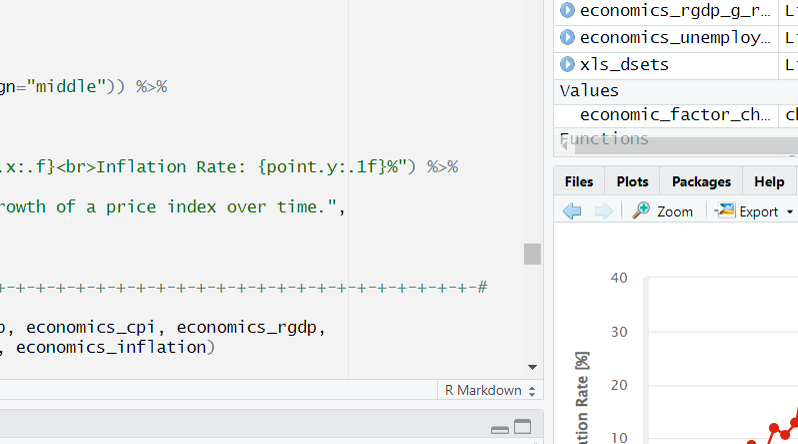 gn="middle")) %>%
.x:.f}<br>Inflation Rate: {point.y:.1f}%") %>%
rowth of a price index over time.",
-+-+-+-+-+-+-+-+-+-+-+-+-+-+-+-+-+-+-+-+-+-+-+-#
o, economics_cpi, economics_rgdp,
, economics_inflation)
R Markdown
economics_rgdp_g_r… Li
economics_unemploy… Li
xls_dsets Li
Values
economic_factor_ch… ch
Functions
Files Plots Packages Help
Zoom Export
40
30
20
10
ation Rate [%]